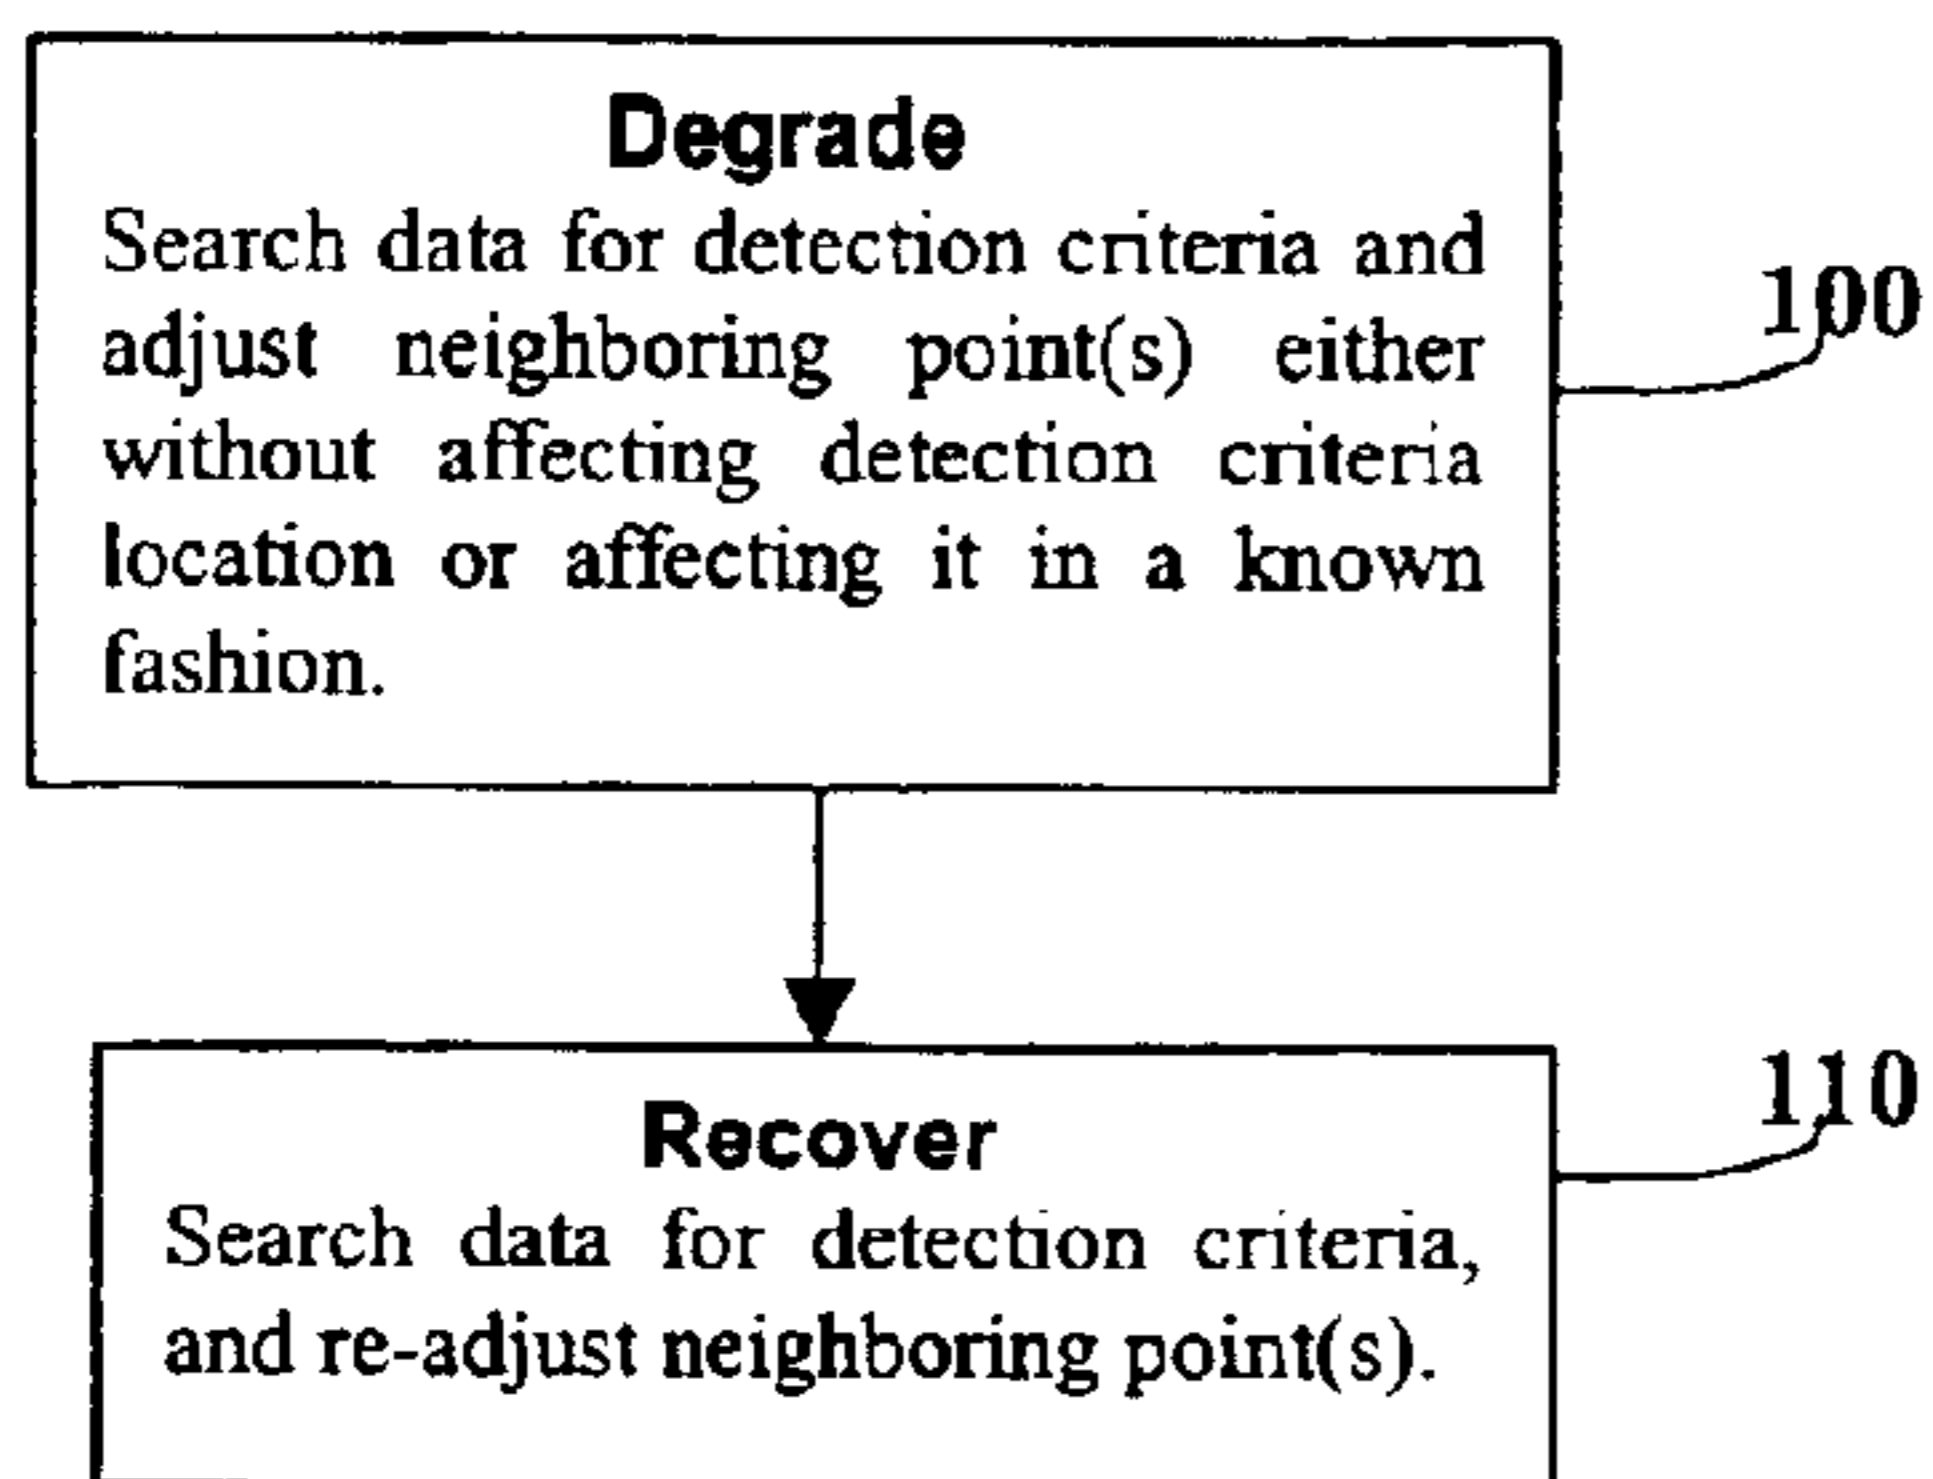 Degrade
Search data for detection criteria and
adjust neighboring point(s) either
without affecting detection criteria
location or affecting it in a known
fashion.
100
Recover
Search data for detection criteria,
and re-adjust neighboring point(s).
110